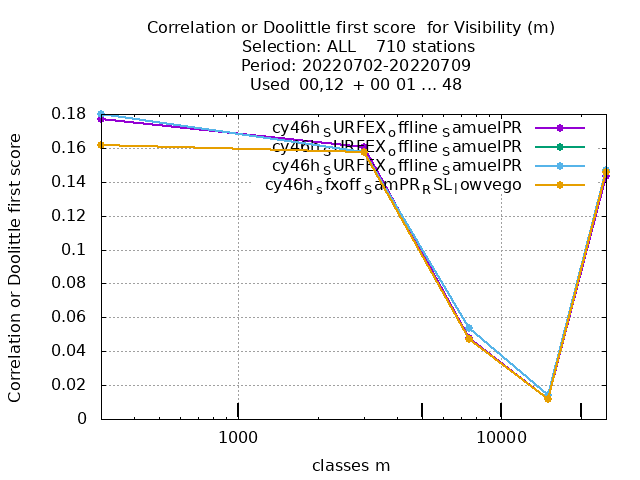 Correlation or Doolittle first score  for Visibility (m)
Selection: ALL    710 stations
Period: 20220702-20220709
Used  00,12  + 00 01 ... 48
cy46h_SURFEX_offline_SamuelPR
cy46h_SURFEX_offline_SamuelPR
cy46h_SURFEX_offline_SamuelPR
cy46h_sfxoff_SamPR_RSL_lowvego
Correlation or Doolittle first score
0.18
0.16
0.14
0.12
0.1
0.08
0.06
0.04
0.02
0
1000 10000
classes m